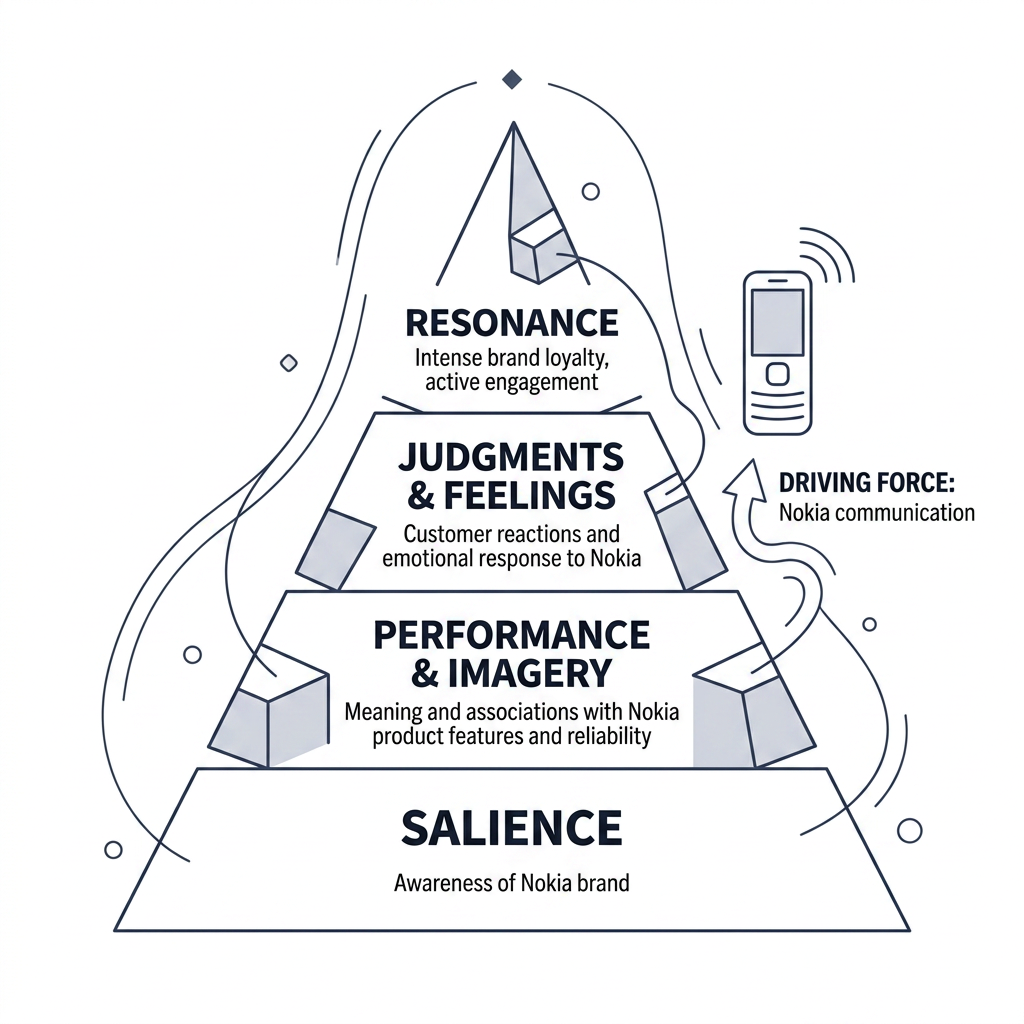 RESONANCE
Intense brand loyalty,
active engagement
JUDGMENTS
& FEELINGS
Customer reactions and
emotional response to Nokia
DRIVING FORCE:
Nokia communication
PERFORMANCE
& IMAGERY
Meaning and associations with Nokia
product features and reliability
SALIENCE
Awareness of Nokia brand